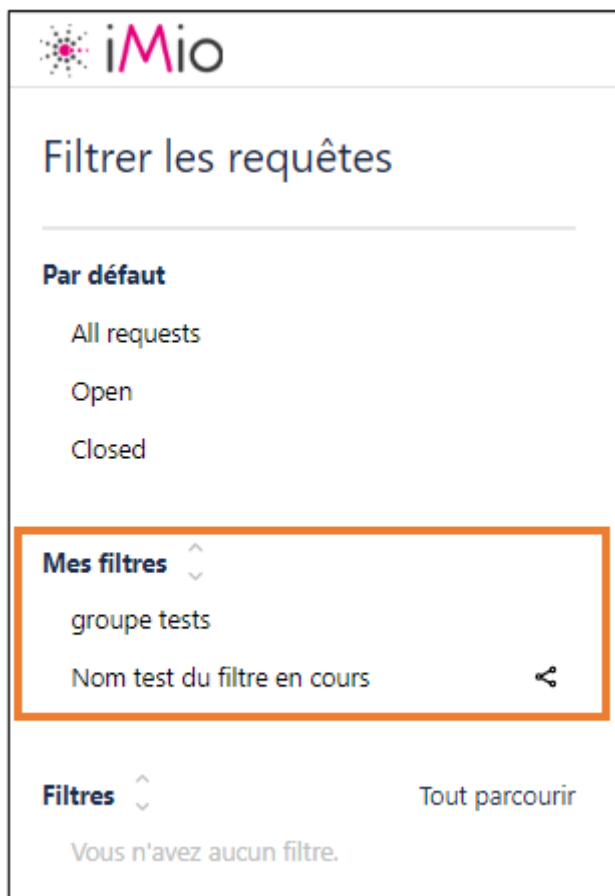 iMio
Filtrer les requêtes
Par défaut
All requests
Open
Closed
Mes filtres
groupe tests
Nom test du filtre en cours
Filtres Tout parcourir
Vous n'avez aucun filtre.